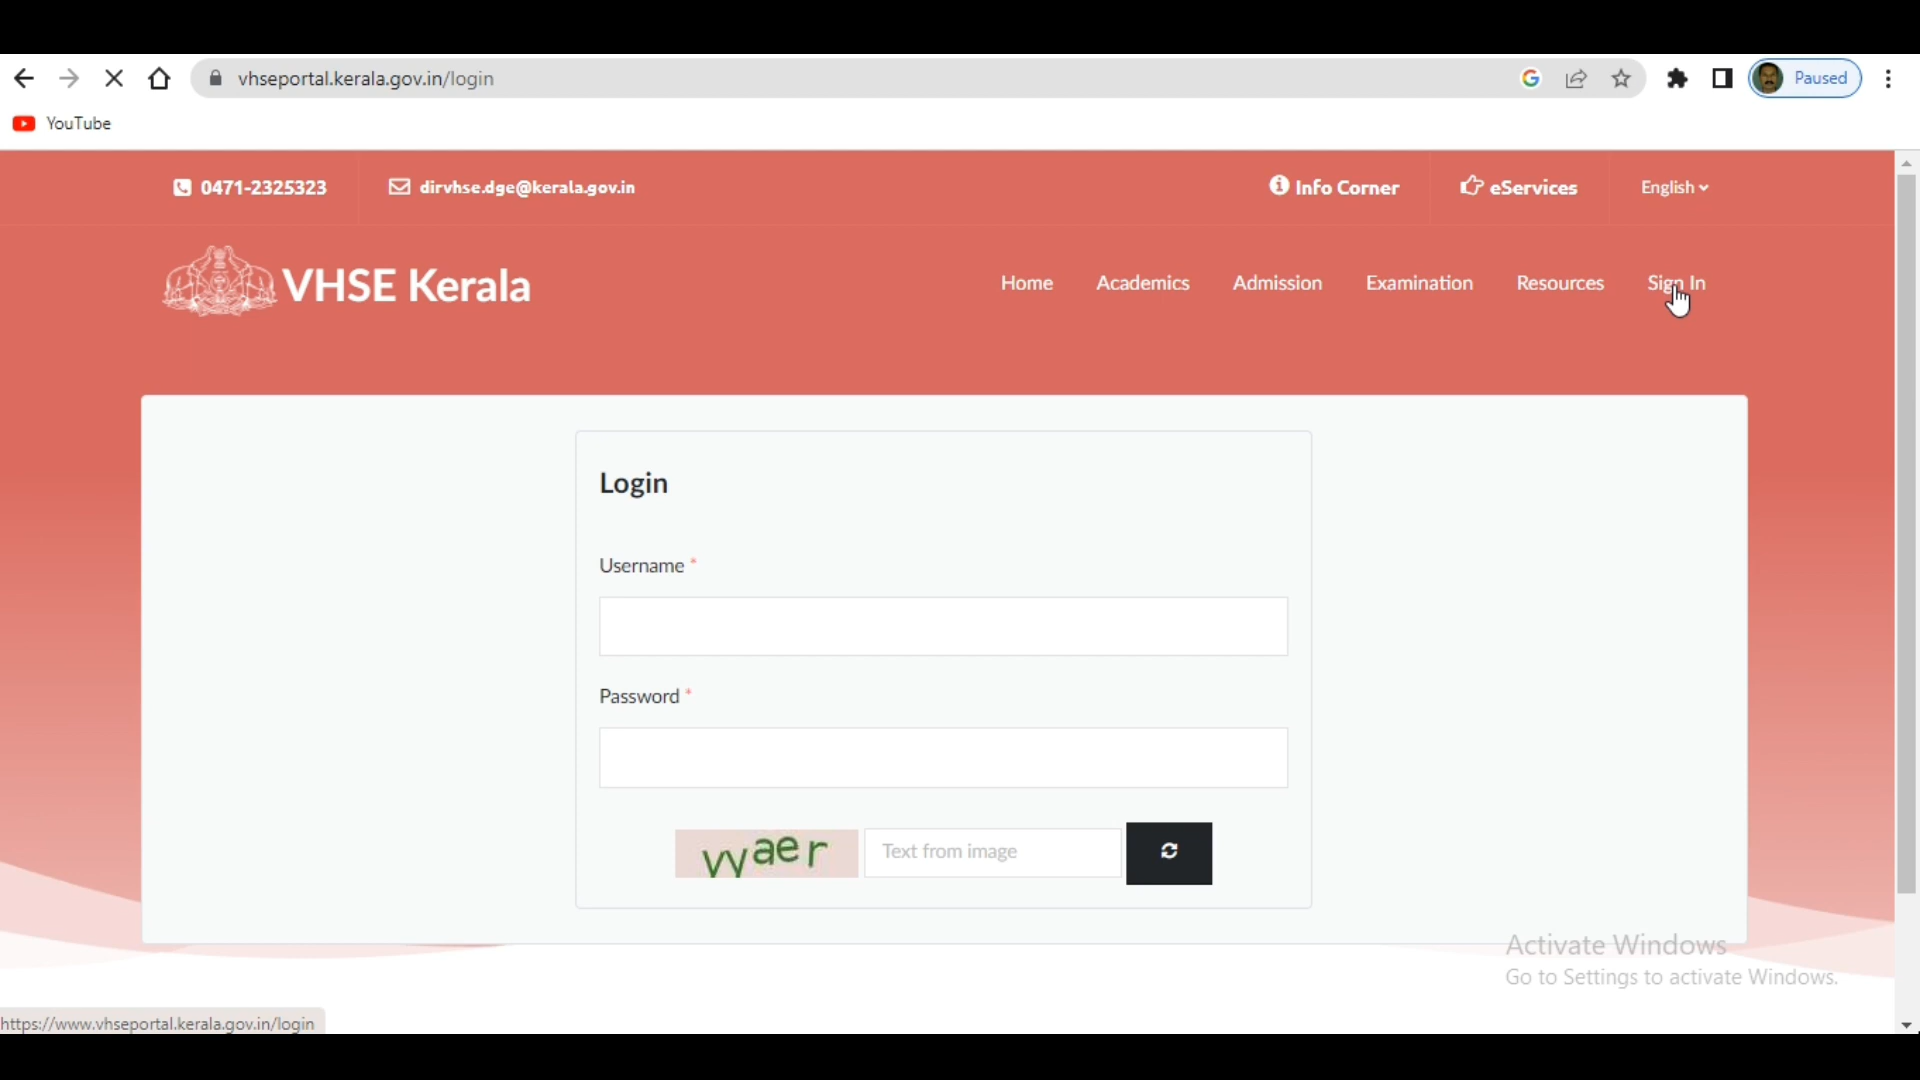 vhseportal.kerala.gov.in/login
Paused
YouTube
0471-2325323
dirvhse.dge@kerala.gov.in
Info Corner
eServices
English
VHSE Kerala
Home
Academics
Admission
Examination
Resources
Sign In
Login
Username *
Password *
vyaer
Text from image
Activate Windows
Go to Settings to activate Windows.
https://www.vhseportal.kerala.gov.in/login